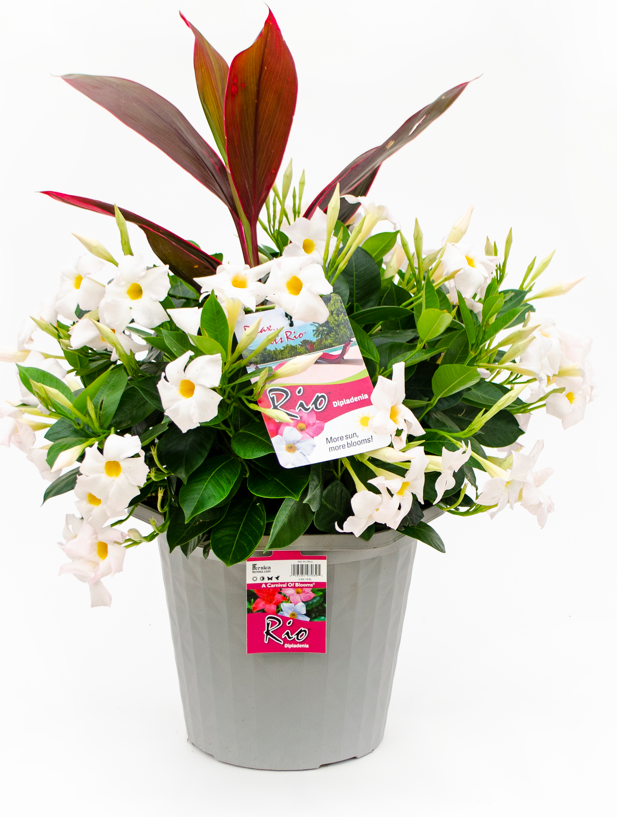 Rio
Dipladenia
More sun,
more blooms!
A Carnival Of Blooms®
Rio
Dipladenia